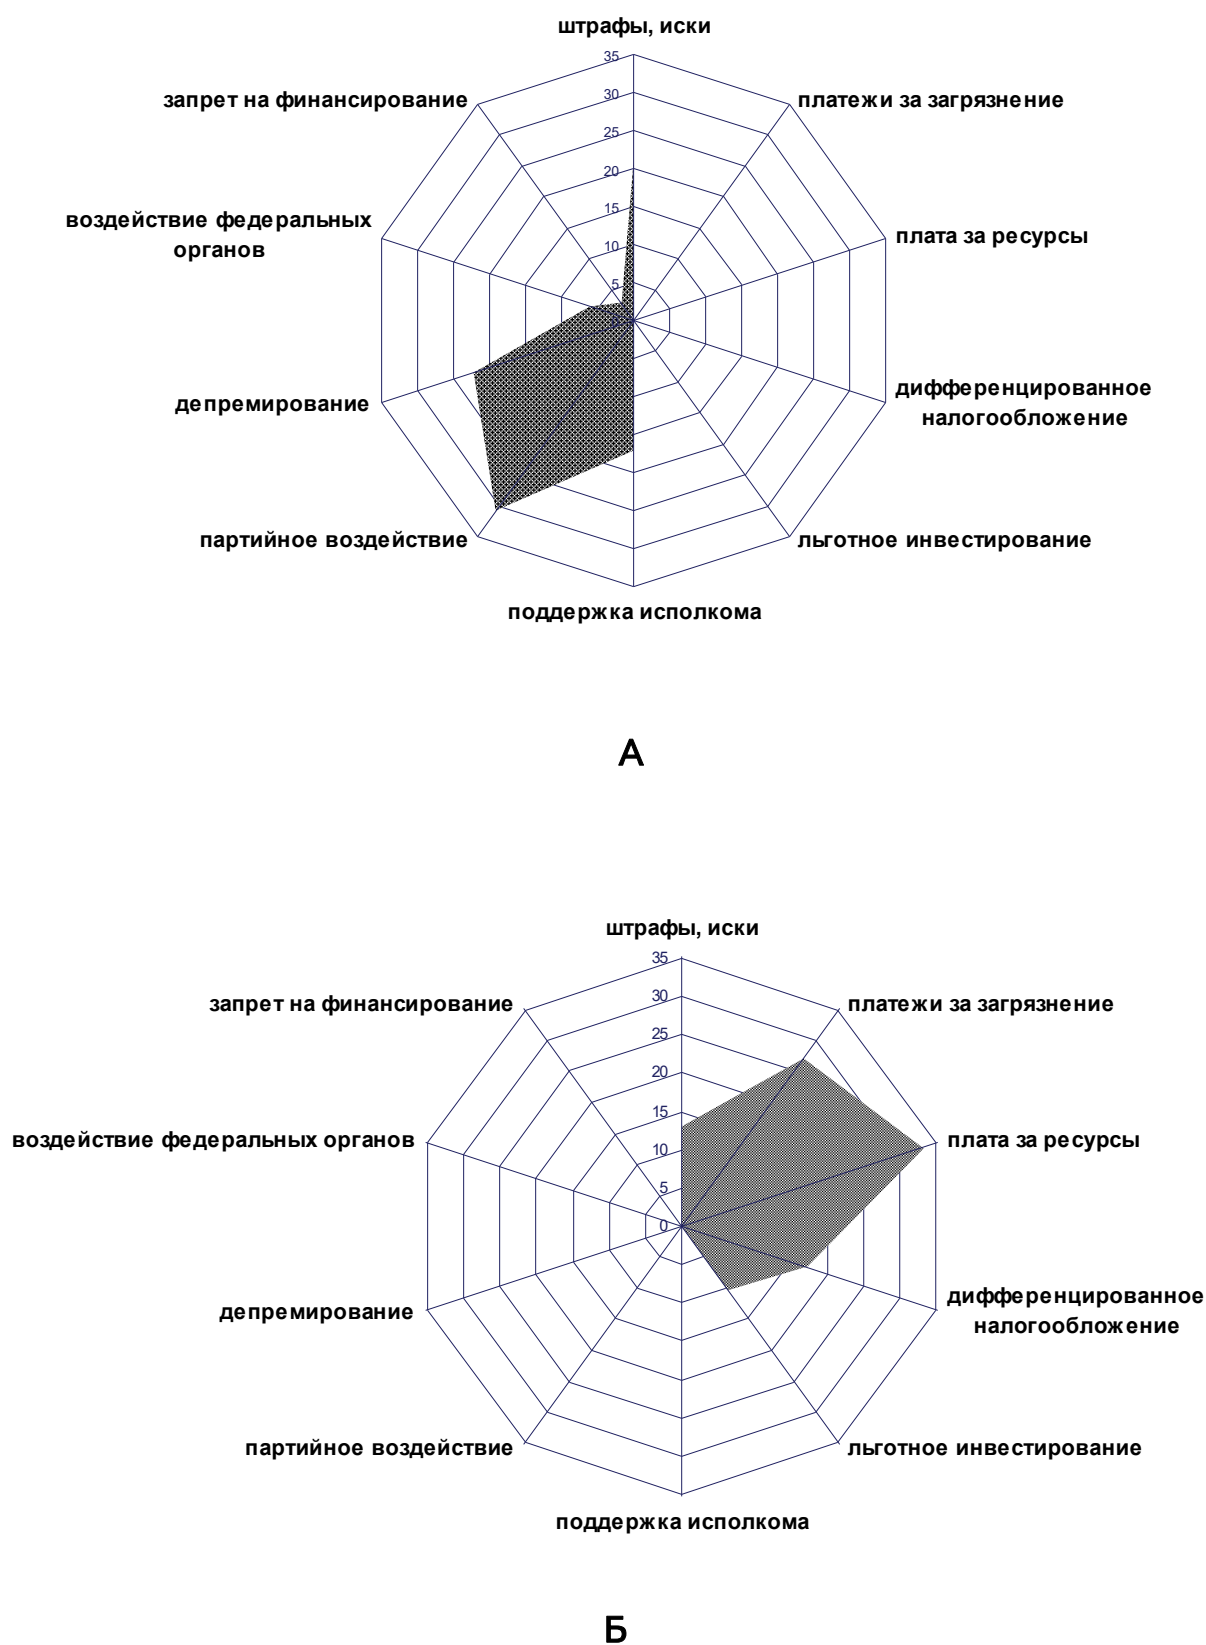 штрафы, иски
35
запрет на финансирование
платежи за загрязнение
30
25
20
воздействие федеральных
органов
15
плата за ресурсы
10
5
депремирование
дифференцированное
налогообложение
партийное воздействие
льготное инвестирование
поддержка исполкома
А
штрафы, иски
35
запрет на финансирование
платежи за загрязнение
30
25
20
15
воздействие федеральных органов
плата за ресурсы
10
5
0
депремирование
дифференцированное
налогообложение
партийное воздействие
льготное инвестирование
поддержка исполкома
Б